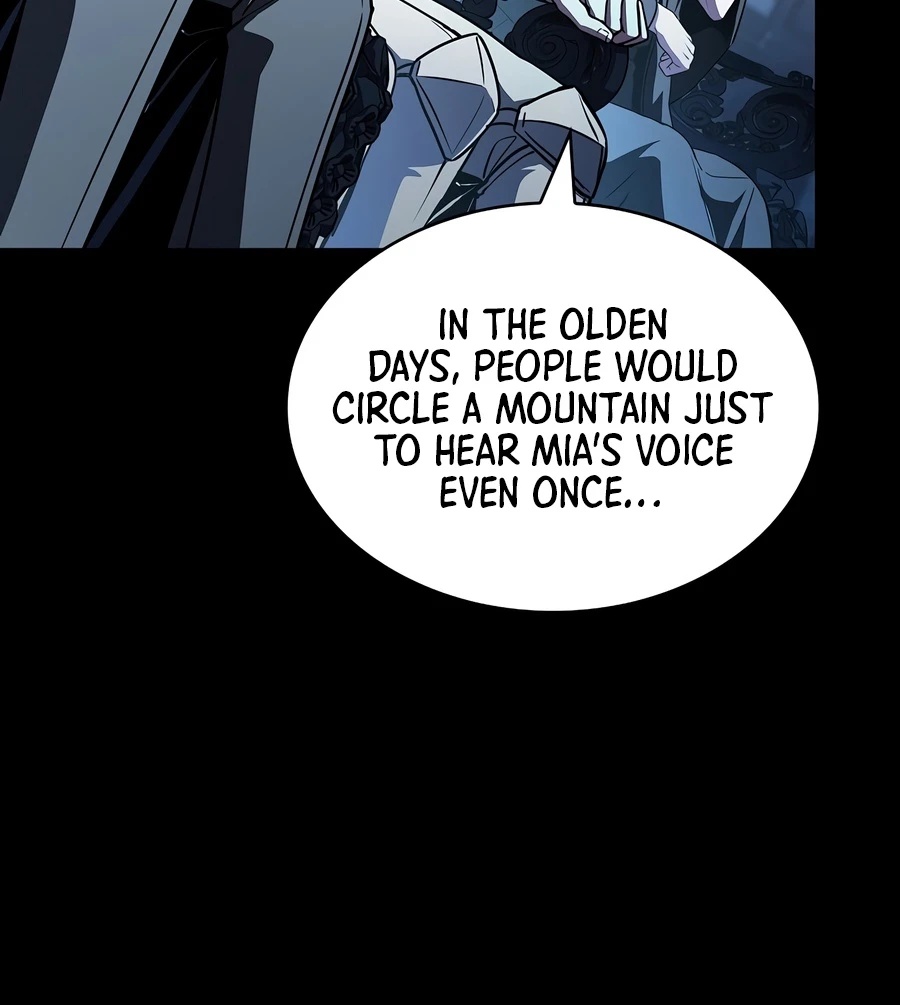 IN THE OLDEN
DAYS, PEOPLE WOULD
CIRCLE A MOUNTAIN JUST
TO HEAR MIA'S VOICE
EVEN ONCE...